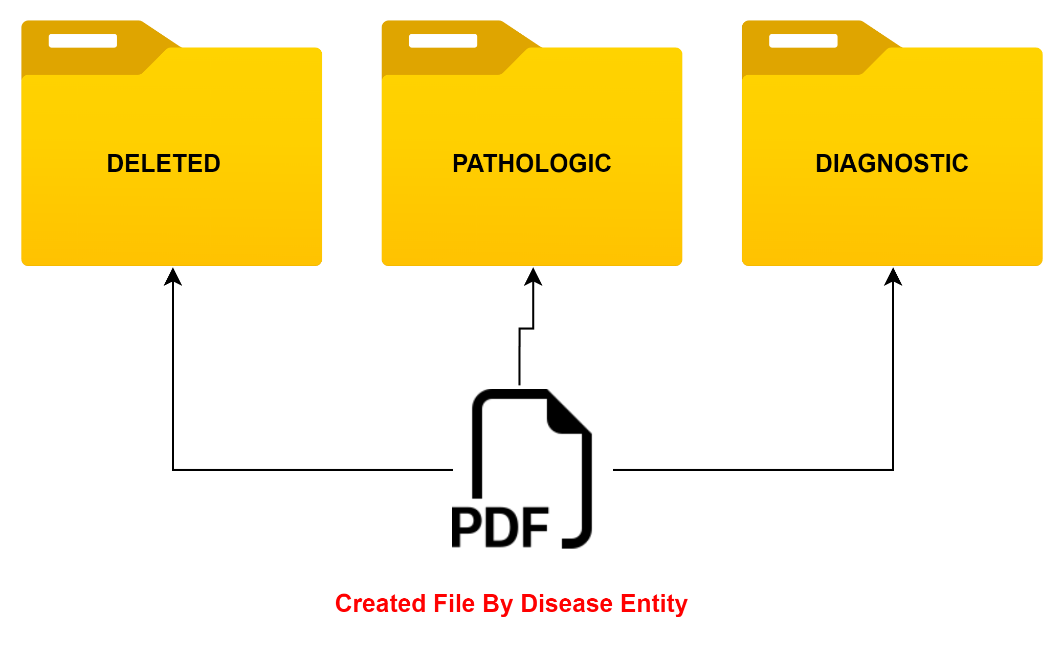 DELETED
PATHOLOGIC
DIAGNOSTIC
PDF
Created File By Disease Entity